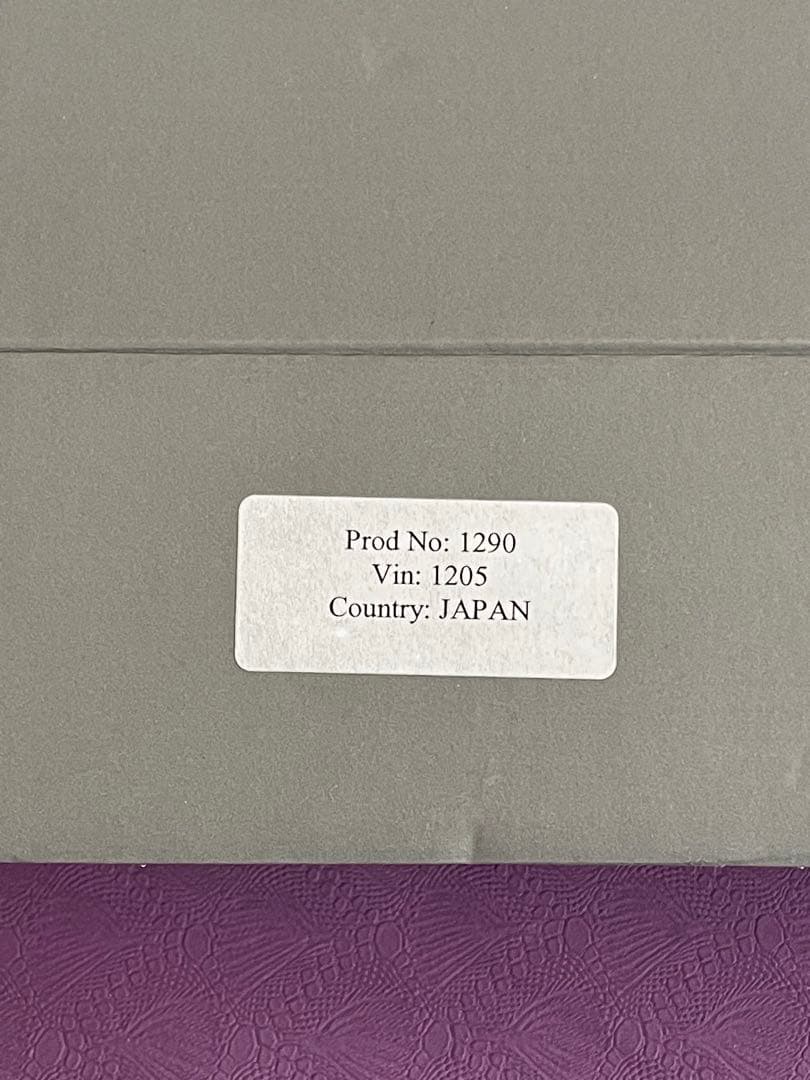 Prod No: 1290
Vin: 1205
Country: JAPAN